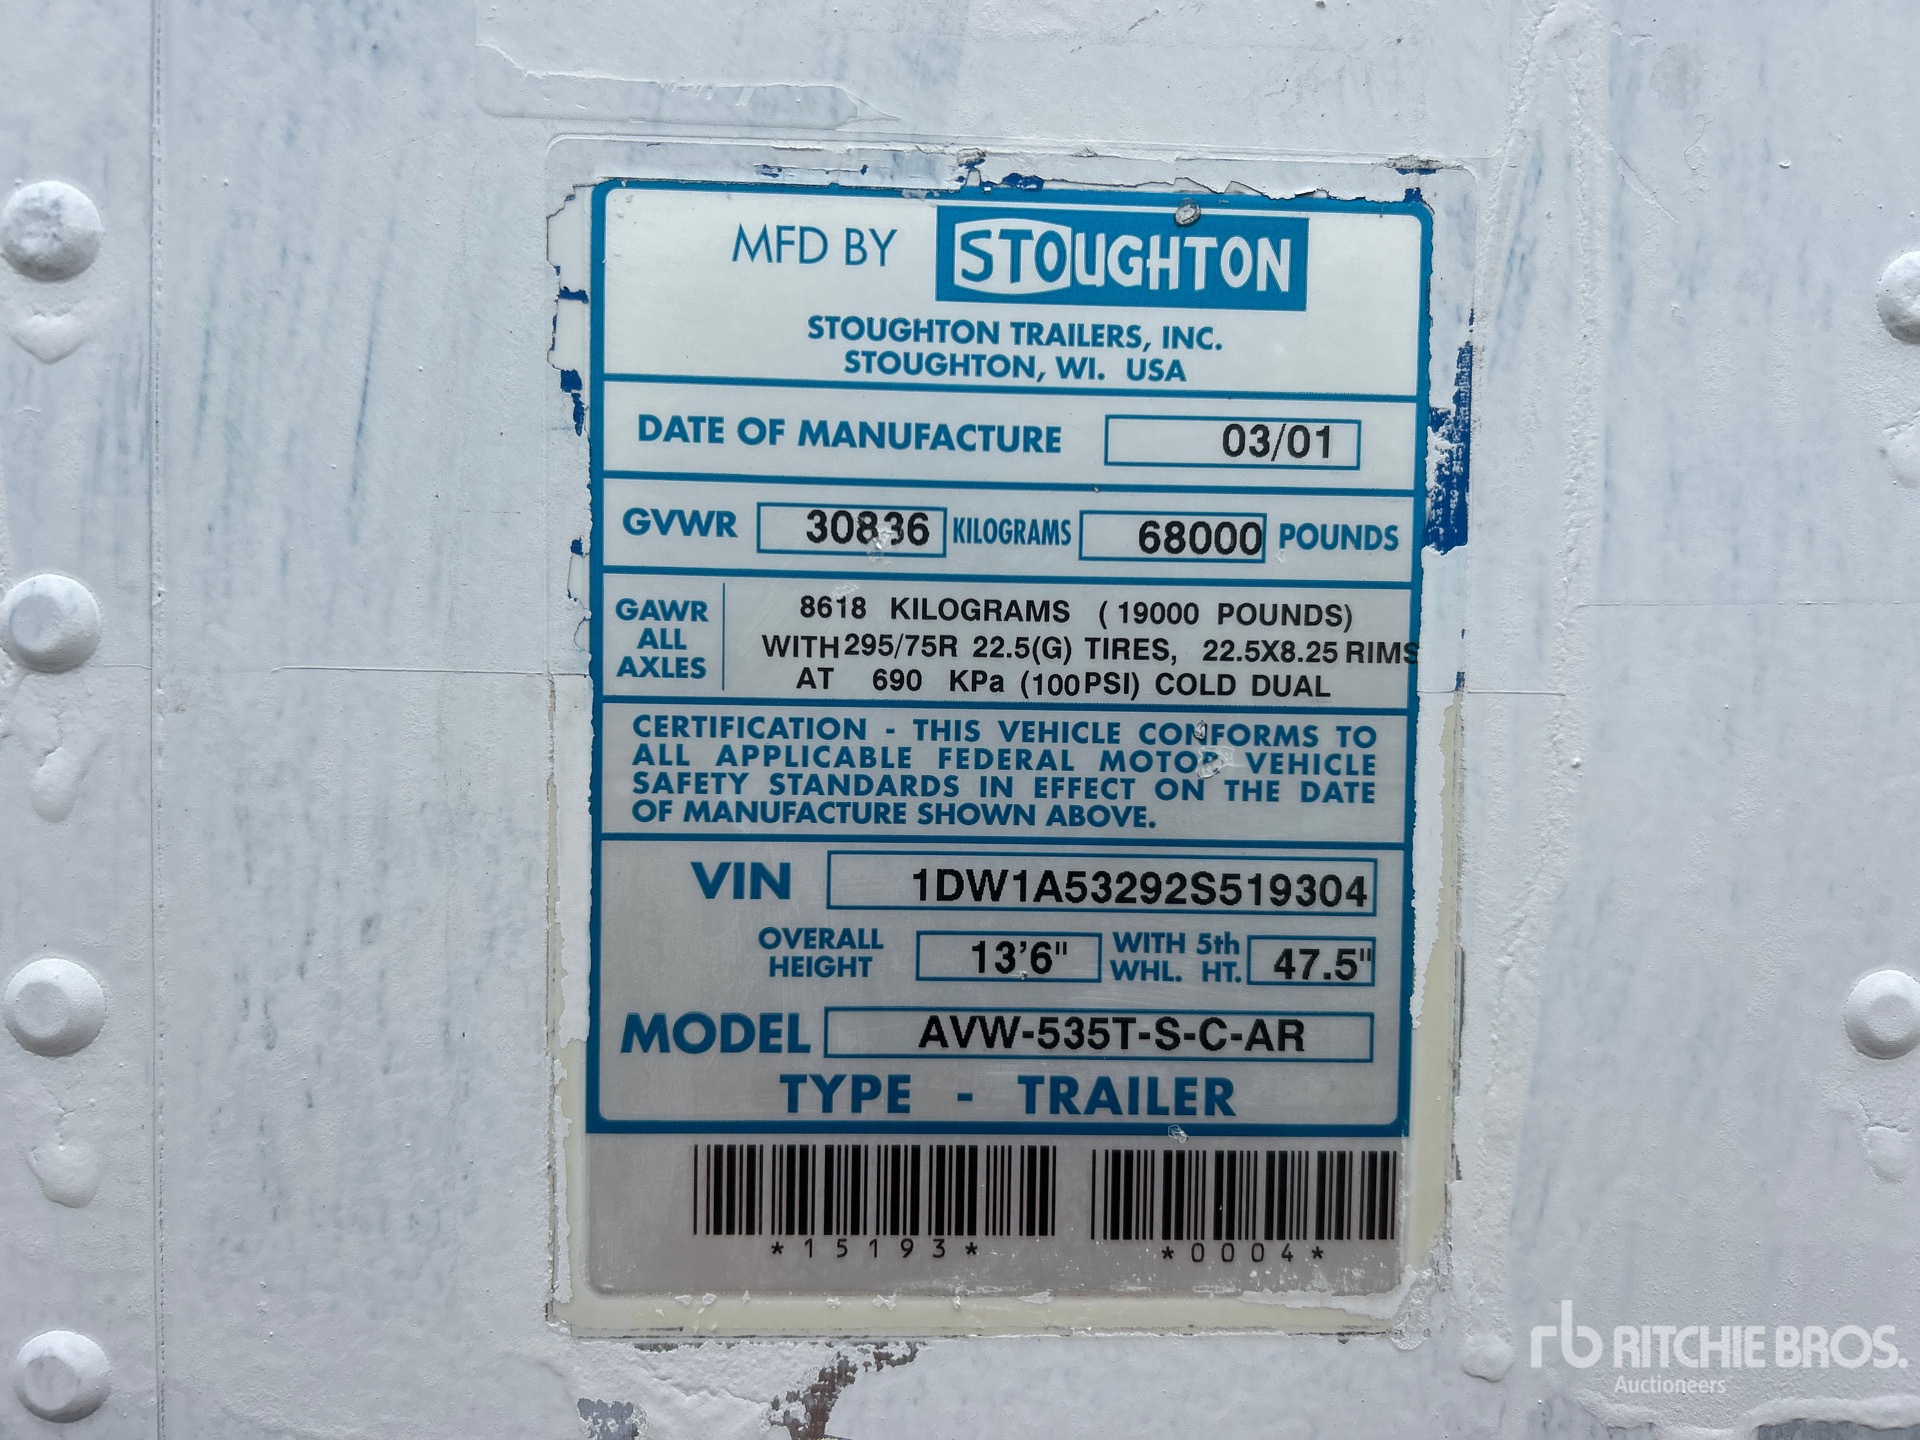 MFD BY STOUGHTON
STOUGHTON TRAILERS, INC.
STOUGHTON, WI. USA
DATE OF MANUFACTURE 03/01
GVWR 30836 KILOGRAMS 68000 POUNDS
GAWR ALL AXLES
8618 KILOGRAMS (19000 POUNDS)
WITH 295/75R 22.5(G) TIRES, 22.5X8.25 RIMS
AT 690 KPa (100PSI) COLD DUAL
CERTIFICATION - THIS VEHICLE CONFORMS TO
ALL APPLICABLE FEDERAL MOTOR VEHICLE
SAFETY STANDARDS IN EFFECT ON THE DATE
OF MANUFACTURE SHOWN ABOVE.
VIN 1DW1A53292S519304
OVERALL HEIGHT 13'6" WITH 5th WHL. HT. 47.5"
MODEL AVW-535T-S-C-AR
TYPE - TRAILER
*15193* *0004*
rb RITCHIE BROS.
Auctioneers